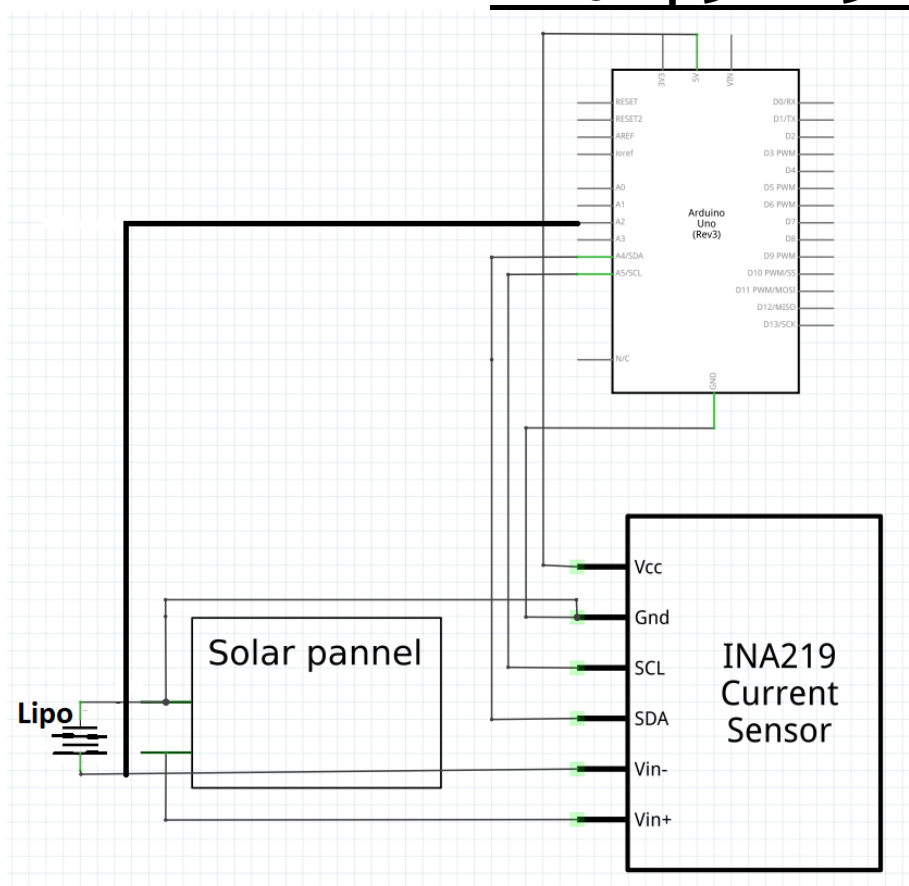 3V3
5V
VIN
RESET
D0/RX
RESET2
D1/TX
AREF
D2
ioref
D3 PWM
D4
A0
D5 PWM
A1
D6 PWM
A2
Arduino
Uno
(Rev3)
D7
A3
D8
A4/SDA
D9 PWM
A5/SCL
D10 PWM/SS
D11 PWM/MOSI
D12/MISO
D13/SCK
N/C
GND
Vcc
Gnd
Solar pannel
INA219
Current
Sensor
SCL
Lipo
SDA
Vin-
Vin+